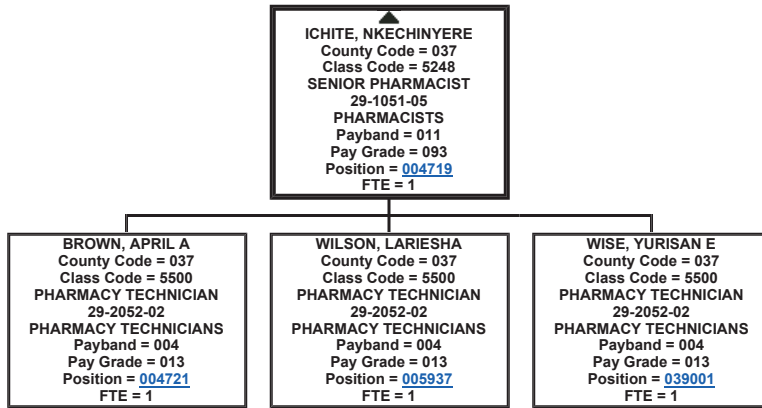 ICHITE, NKECHINYERE
County Code = 037
Class Code = 5248
SENIOR PHARMACIST
29-1051-05
PHARMACISTS
Payband = 011
Pay Grade = 093
Position = 004719
FTE = 1
BROWN, APRIL A
County Code = 037
Class Code = 5500
PHARMACY TECHNICIAN
29-2052-02
PHARMACY TECHNICIANS
Payband = 004
Pay Grade = 013
Position = 004721
FTE = 1
WILSON, LARIESHA
County Code = 037
Class Code = 5500
PHARMACY TECHNICIAN
29-2052-02
PHARMACY TECHNICIANS
Payband = 004
Pay Grade = 013
Position = 005937
FTE = 1
WISE, YURISAN E
County Code = 037
Class Code = 5500
PHARMACY TECHNICIAN
29-2052-02
PHARMACY TECHNICIANS
Payband = 004
Pay Grade = 013
Position = 039001
FTE = 1